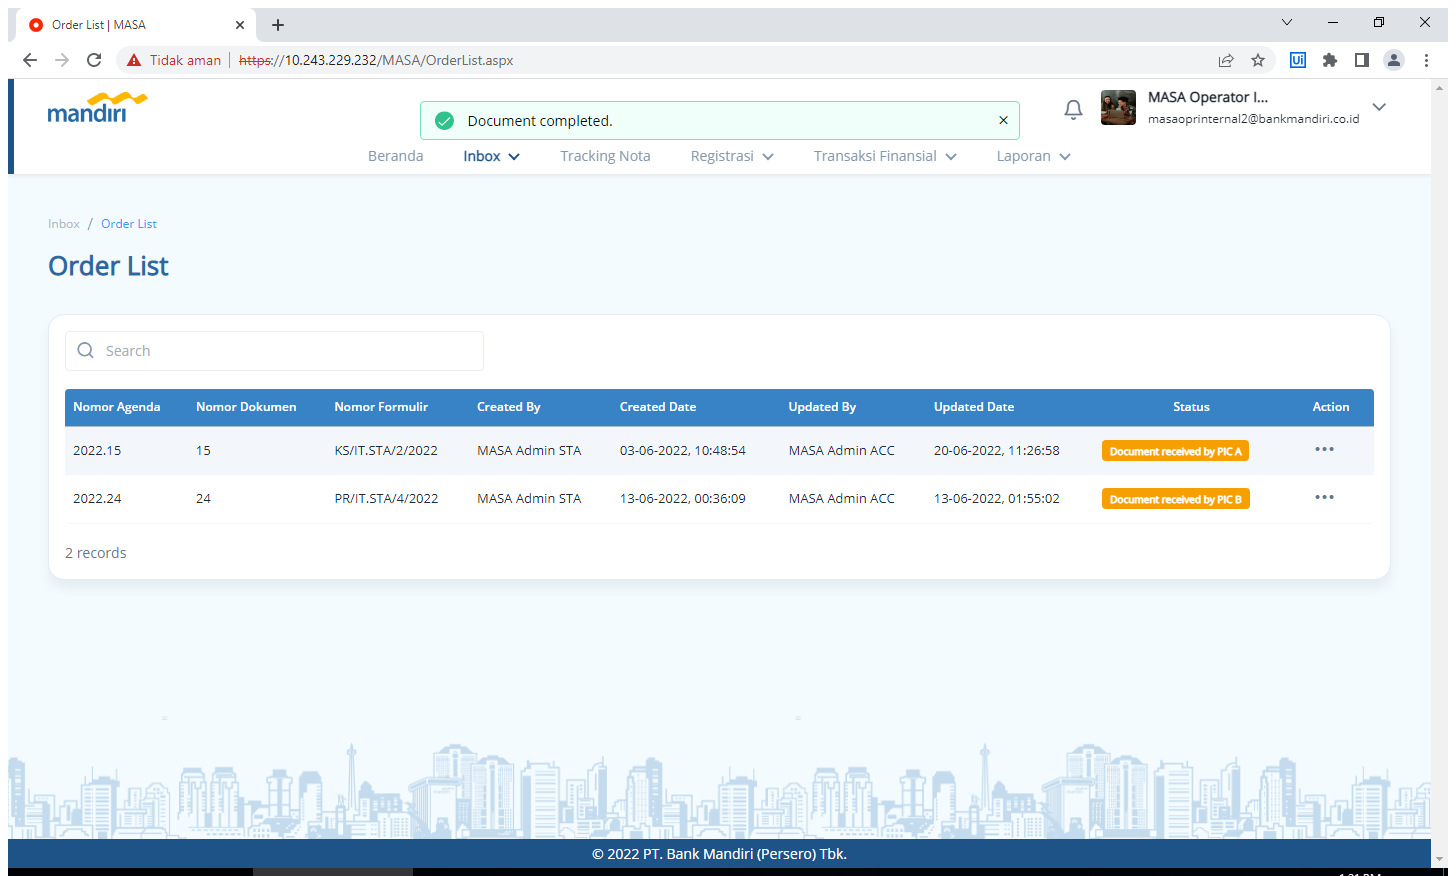 Order List | MASA
Tidak aman
https://10.243.229.232/MASA/OrderList.aspx
Ui
mandiri
Document completed.
MASA Operator I...
masaoprinternal2@bankmandiri.co.id
Beranda
Inbox
Tracking Nota
Registrasi
Transaksi Finansial
Laporan
Inbox / Order List
Order List
Search
Nomor Agenda Nomor Dokumen Nomor Formulir Created By Created Date Updated By Updated Date Status Action
2022.15 15 KS/IT.STA/2/2022 MASA Admin STA 03-06-2022, 10:48:54 MASA Admin ACC 20-06-2022, 11:26:58 Document received by PIC A
2022.24 24 PR/IT.STA/4/2022 MASA Admin STA 13-06-2022, 00:36:09 MASA Admin ACC 13-06-2022, 01:55:02 Document received by PIC B
2 records
© 2022 PT. Bank Mandiri (Persero) Tbk.